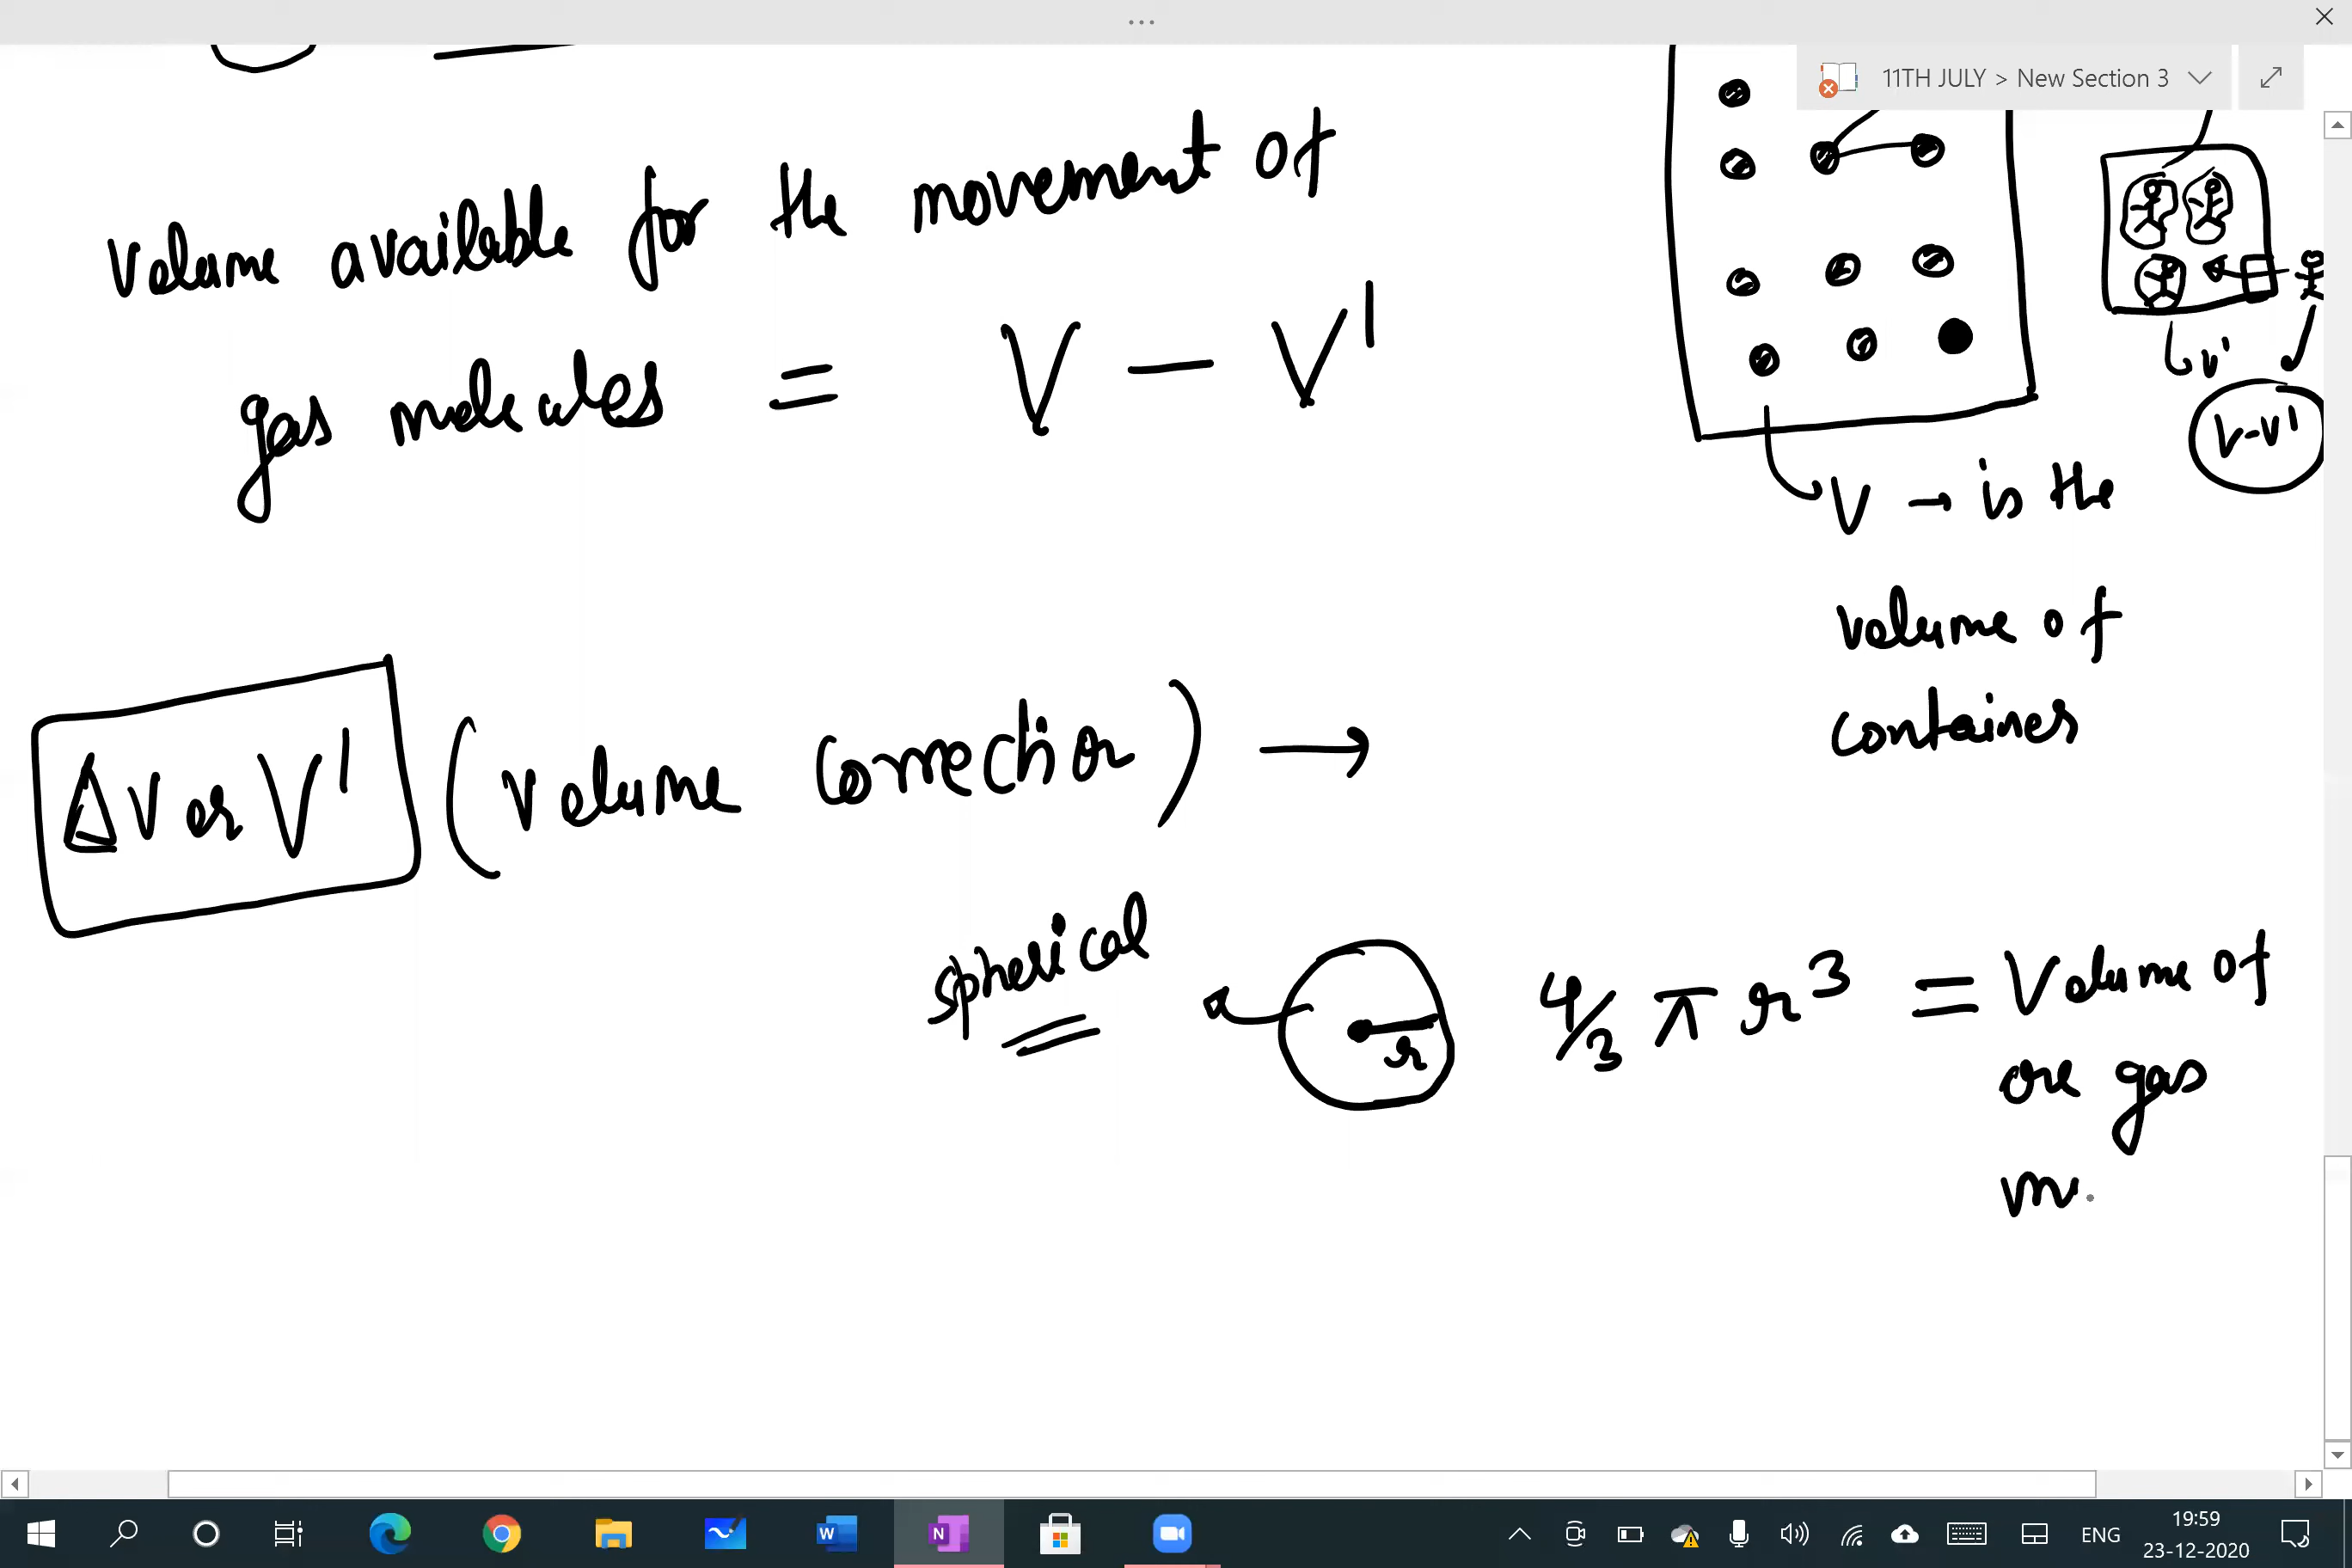 11TH JULY > New Section 3
Volume available for the movement of
gas molecules = V - V'
V'
V-V'
V → is the
volume of
container
ΔV or V' (Volume Correction) →
spherical
r
4/3 π r³ = Volume of
one gas
m
W
N
ENG
19:59
23-12-2020